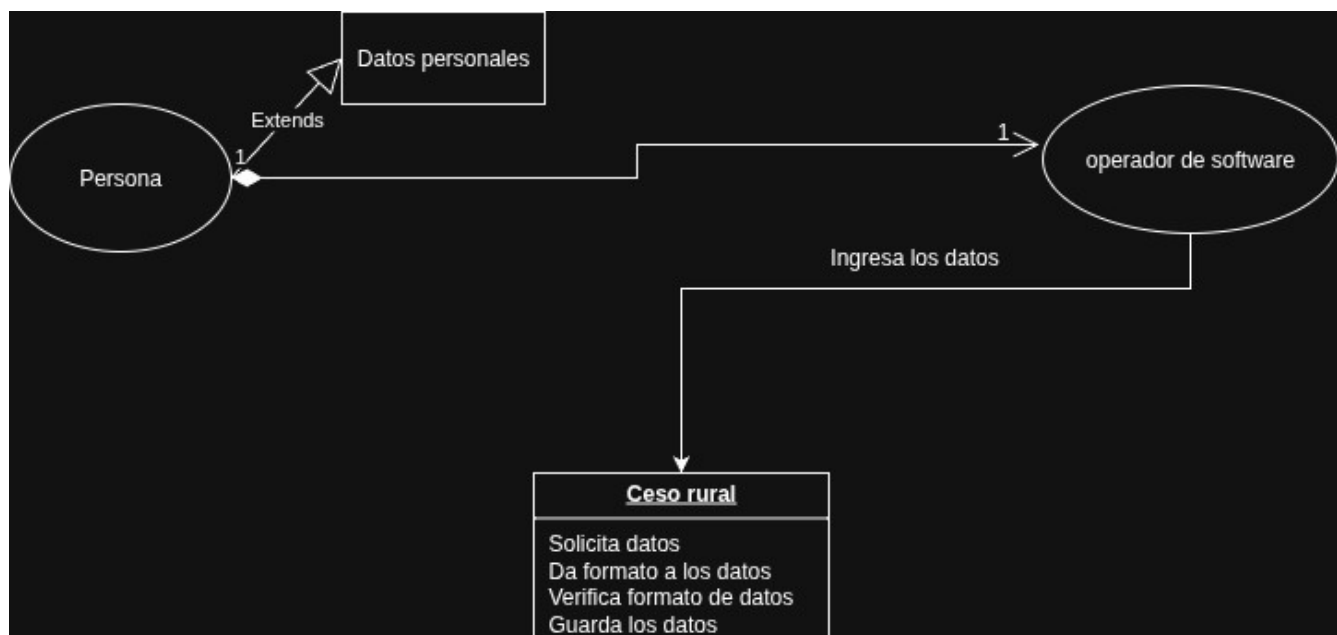 Datos personales
Extends
1
1
Persona
operador de software
Ingresa los datos
Ceso rural
Solicita datos
Da formato a los datos
Verifica formato de datos
Guarda los datos